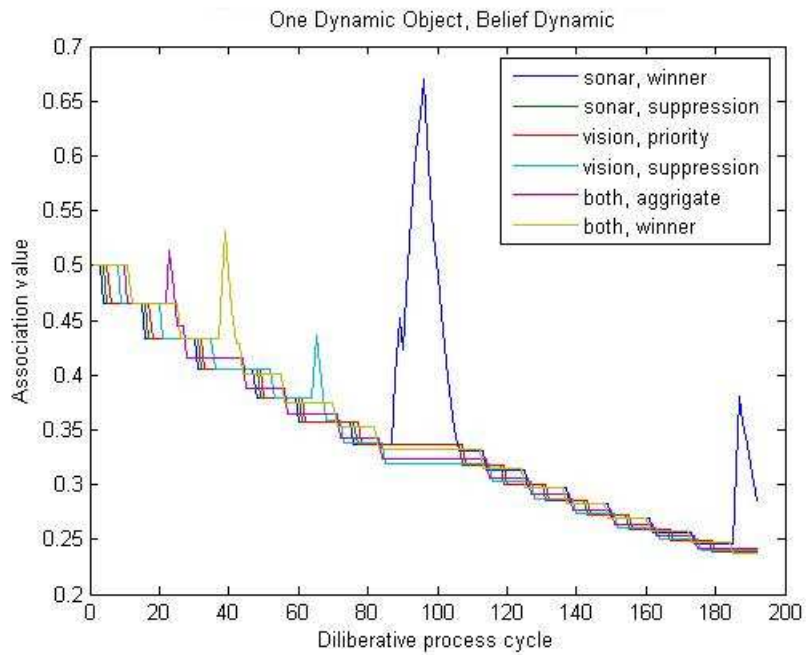 One Dynamic Object, Belief Dynamic
0.7
0.65
0.6
0.55
0.5
0.45
0.4
0.35
0.3
0.25
0.2
Association value
sonar, winner
sonar, suppression
vision, priority
vision, suppression
both, aggrigate
both, winner
0 20 40 60 80 100 120 140 160 180 200
Diliberative process cycle